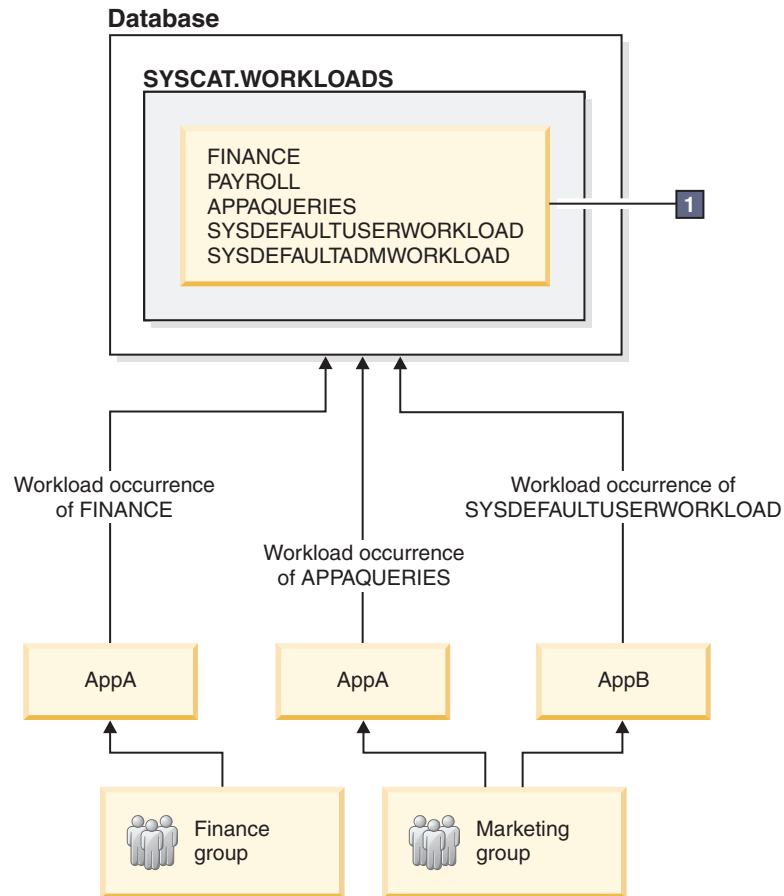 Database
SYSCAT.WORKLOADS
FINANCE
PAYROLL
APPAQUERIES
SYSDEFAULTUSERWORKLOAD
SYSDEFAULTADMWORKLOAD
1
Workload occurrence
of FINANCE
Workload occurrence
of APPAQUERIES
Workload occurrence of
SYSDEFAULTUSERWORKLOAD
AppA
AppA
AppB
Finance
group
Marketing
group